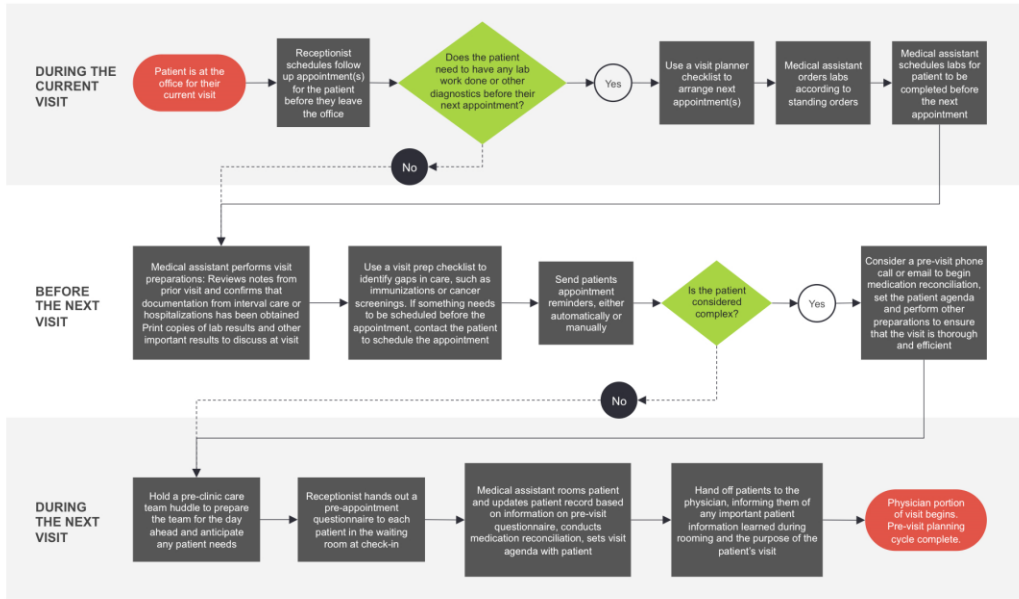 DURING THE
CURRENT
VISIT
Patient is at the
office for their
current visit
Receptionist
schedules follow
up appointment(s)
for the patient
before they leave
the office
Does the patient
need to have any lab
work done or other
diagnostics before their
next appointment?
Yes
Use a visit planner
checklist to
arrange next
appointment(s)
Medical assistant
orders labs
according to
standing orders
Medical assistant
schedules labs for
patient to be
completed before
the next
appointment
No
BEFORE
THE NEXT
VISIT
Medical assistant performs visit
preparations: Reviews notes from
prior visit and confirms that
documentation from interval care or
hospitalizations has been obtained
Print copies of lab results and other
important results to discuss at visit
Use a visit prep checklist to
identify gaps in care, such as
immunizations or cancer
screenings. If something needs
to be scheduled before the
appointment, contact the patient
to schedule the appointment
Send patients
appointment
reminders, either
automatically or
manually
Is the patient
considered
complex?
Yes
Consider a pre-visit phone
call or email to begin
medication reconciliation,
set the patient agenda
and perform other
preparations to ensure
that the visit is thorough
and efficient
No
DURING
THE NEXT
VISIT
Hold a pre-clinic care
team huddle to prepare
the team for the day
ahead and anticipate
any patient needs
Receptionist hands out a
pre-appointment
questionnaire to each
patient in the waiting
room at check-in
Medical assistant rooms patient
and updates patient record based
on information on pre-visit
questionnaire, conducts
medication reconciliation, sets visit
agenda with patient
Hand off patients to the
physician, informing them of
any important patient
information learned during
rooming and the purpose of the
patient's visit
Physician portion
of visit begins.
Pre-visit planning
cycle complete.